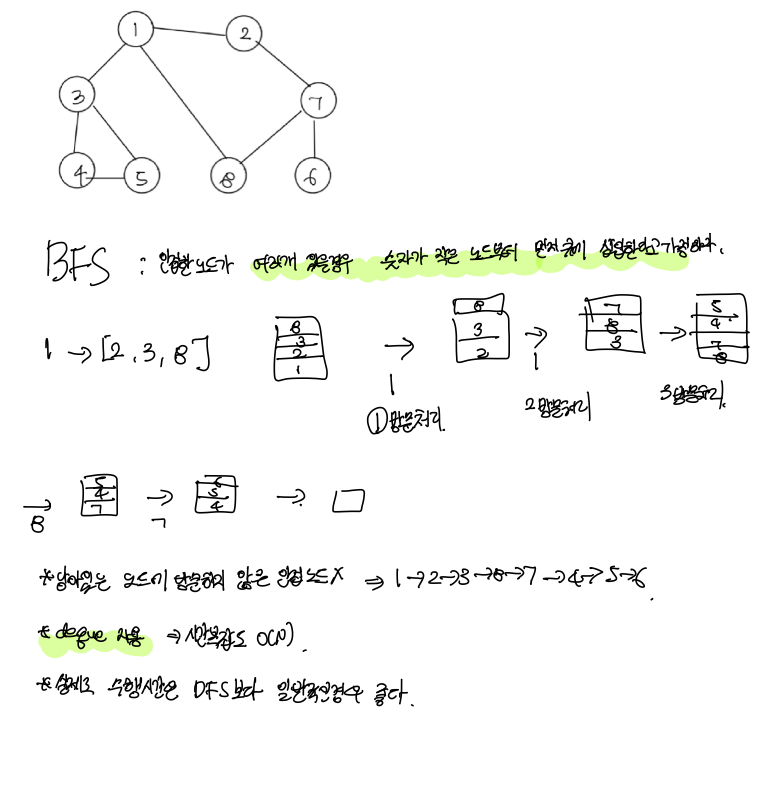 1 2
3 7
4 5 8 6
BFS : 인접한 노드가 여러개 있을경우 숫자가 작은 노드부터 먼저 큐에 삽입한다고 가정하자.
1 → [2, 3, 8]
8 3 2 1
→
8 3 2
→
7 8 3
→
5 4 7 8
1
① 방문처리.
1
2 방문처리
3 방문처리.
→ 8
5 4 7
→ 7
6 5 4
→
* 남아있는 노드에 방문하지 않은 인접노드 X ⇒ 1→2→3→8→7→4→5→6.
* deque 사용 ⇒ 시간복잡도 O(N).
* 실제로 수행시간은 DFS보다 일반적인경우 좋다.